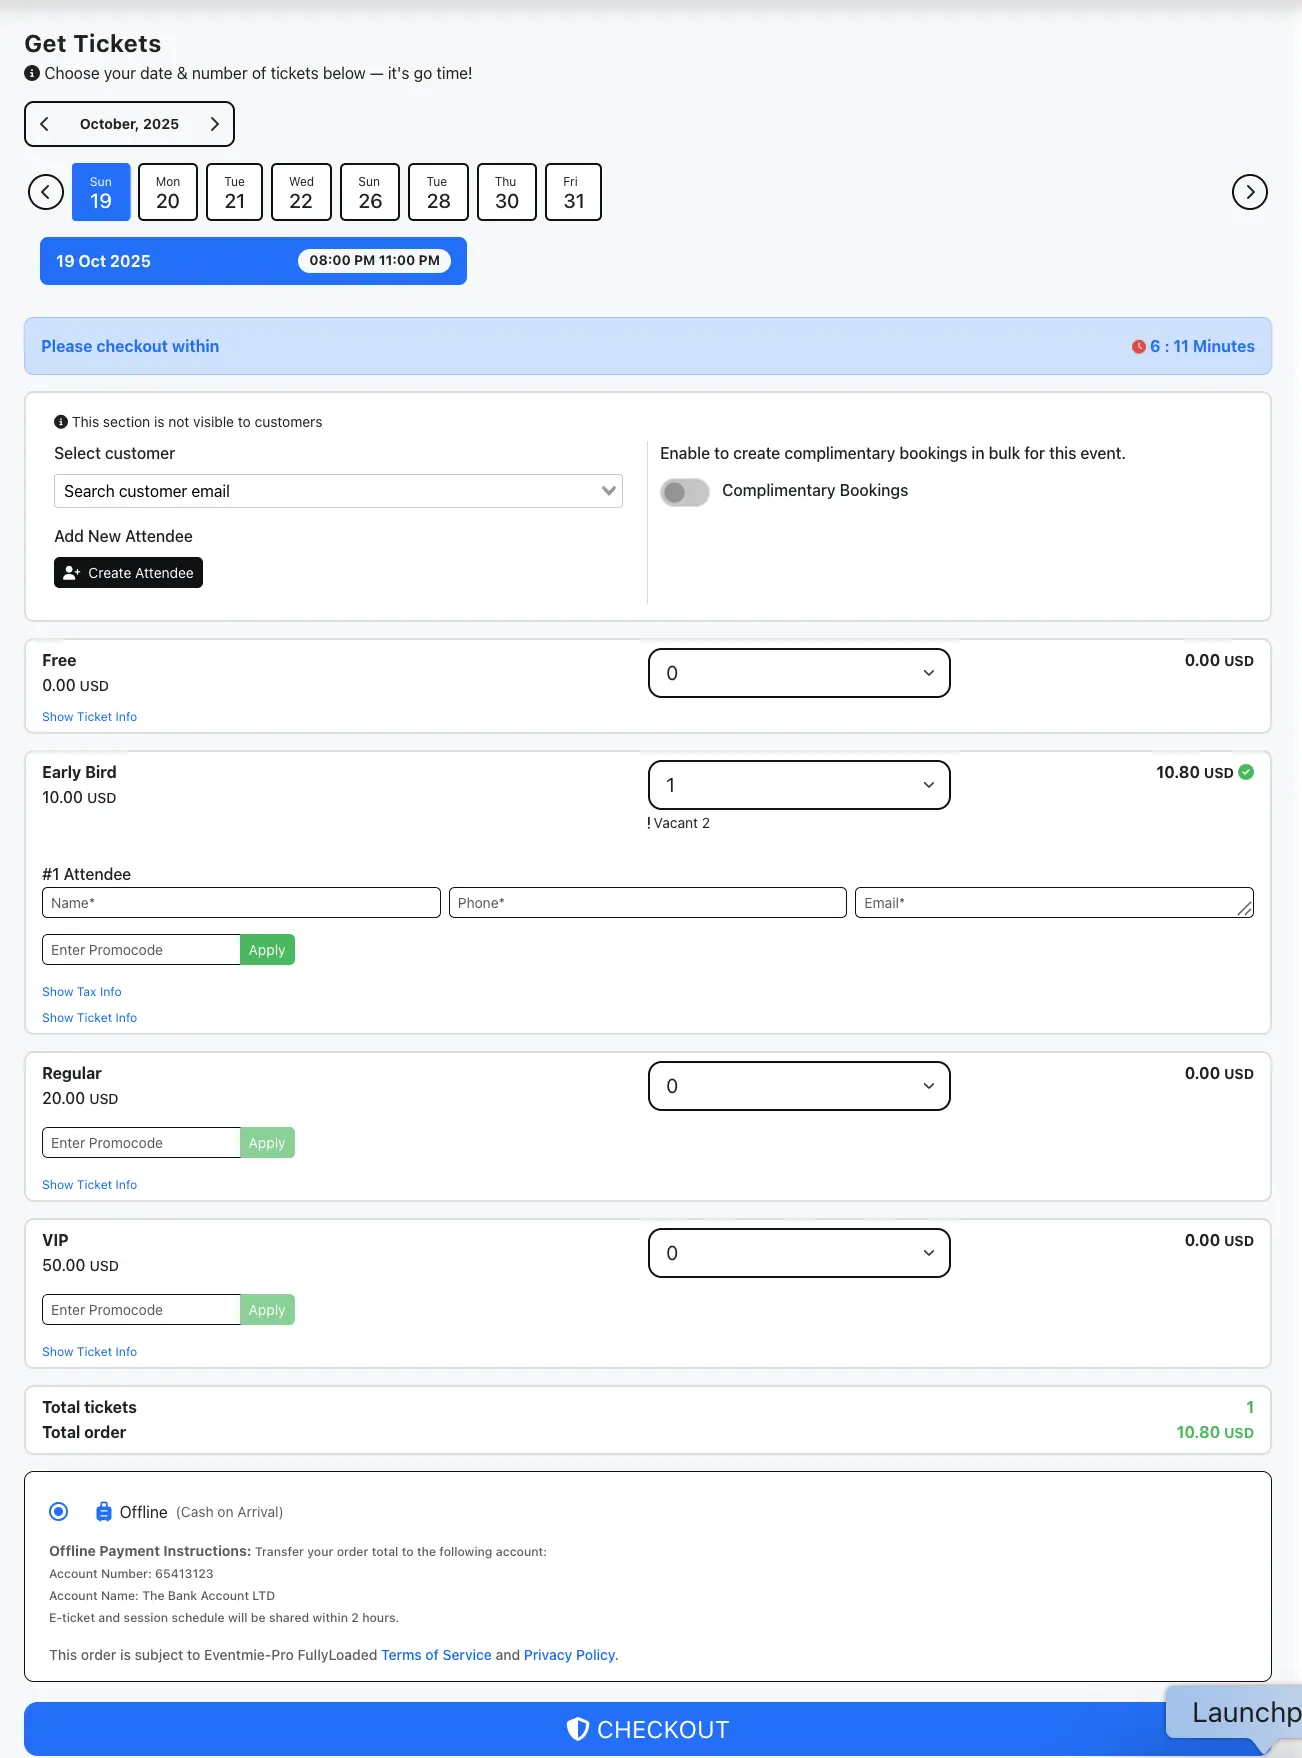 Get Tickets
Choose your date & number of tickets below — it's go time!
October, 2025
Sun Mon Tue Wed Sun Tue Thu Fri
19 20 21 22 26 28 30 31
19 Oct 2025 08:00 PM 11:00 PM
Please checkout within 6 : 11 Minutes
This section is not visible to customers
Select customer
Search customer email
Add New Attendee
Create Attendee
Enable to create complimentary bookings in bulk for this event.
Complimentary Bookings
Free 0 0.00 USD
0.00 USD
Show Ticket Info
Early Bird 1 10.80 USD
10.00 USD
! Vacant 2
#1 Attendee
Name* Phone* Email*
Enter Promocode Apply
Show Tax Info
Show Ticket Info
Regular 0 0.00 USD
20.00 USD
Enter Promocode Apply
Show Ticket Info
VIP 0 0.00 USD
50.00 USD
Enter Promocode Apply
Show Ticket Info
Total tickets 1
Total order 10.80 USD
Offline (Cash on Arrival)
Offline Payment Instructions: Transfer your order total to the following account:
Account Number: 65413123
Account Name: The Bank Account LTD
E-ticket and session schedule will be shared within 2 hours.
This order is subject to Eventmie-Pro FullyLoaded Terms of Service and Privacy Policy.
Launchp
CHECKOUT